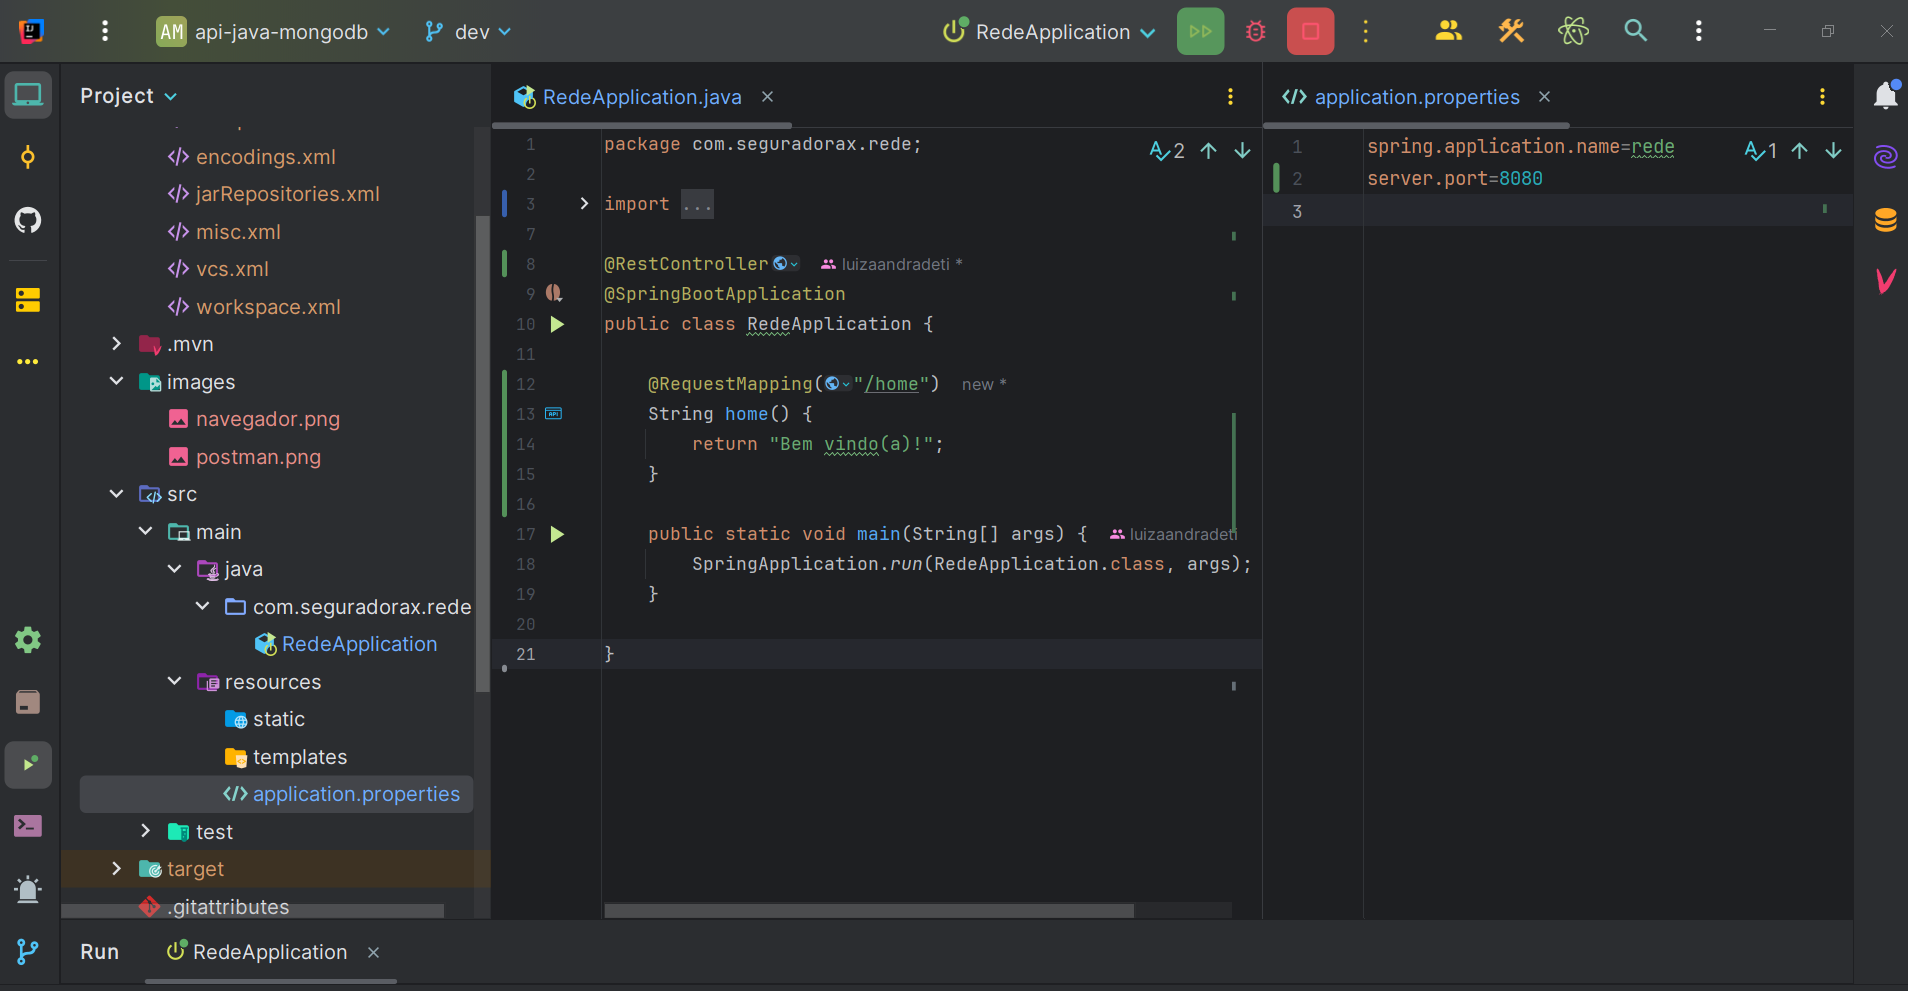 AM api-java-mongodb dev RedeApplication
Project
encodings.xml
jarRepositories.xml
misc.xml
vcs.xml
workspace.xml
.mvn
images
navegador.png
postman.png
src
main
java
com.seguradorax.rede
RedeApplication
resources
static
templates
application.properties
test
target
.gitattributes
RedeApplication.java
2
1 package com.seguradorax.rede;
2
3 import ...
7
8 @RestController luizaandradeti *
9 @SpringBootApplication
10 public class RedeApplication {
11
12 @RequestMapping("/home") new *
13 String home() {
14 return "Bem vindo(a)!";
15 }
16
17 public static void main(String[] args) { luizaandradeti
18 SpringApplication.run(RedeApplication.class, args);
19 }
20
21 }
application.properties
1
1 spring.application.name=rede
2 server.port=8080
3
Run RedeApplication